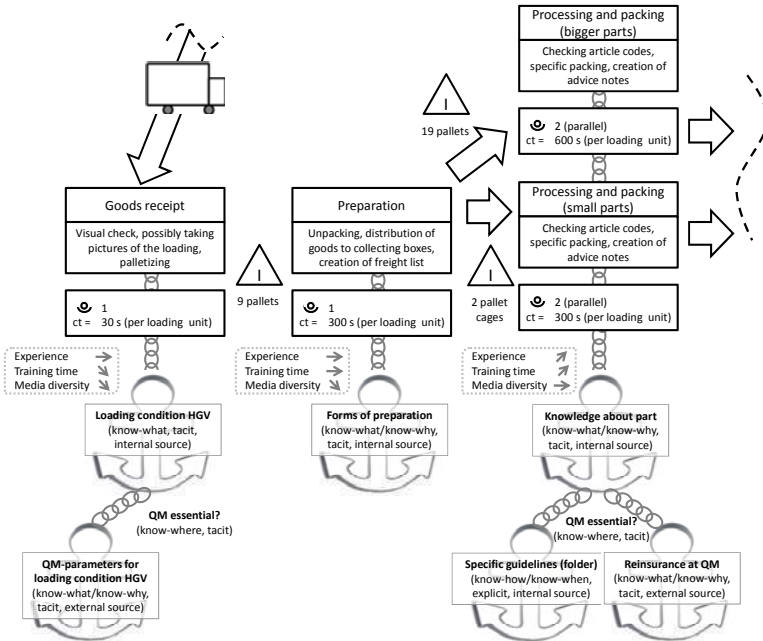 Processing and packing
(bigger parts)
Checking article codes,
specific packing, creation of
advice notes
I
19 pallets
2 (parallel)
ct = 600 s (per loading unit)
Goods receipt
Visual check, possibly taking
pictures of the loading,
palletizing
I
9 pallets
1
ct = 30 s (per loading unit)
Preparation
Unpacking, distribution of
goods to collecting boxes,
creation of freight list
1
ct = 300 s (per loading unit)
Processing and packing
(small parts)
Checking article codes,
specific packing, creation of
advice notes
I
2 pallet
cages
2 (parallel)
ct = 300 s (per loading unit)
Experience
Training time
Media diversity
Loading condition HGV
(know-what, tacit,
internal source)
Experience
Training time
Media diversity
Forms of preparation
(know-what/know-why,
tacit, internal source)
Experience
Training time
Media diversity
Knowledge about part
(know-what/know-why,
tacit, internal source)
QM essential?
(know-where, tacit)
QM-parameters for
loading condition HGV
(know-what/know-why,
tacit, external source)
QM essential?
(know-where, tacit)
Specific guidelines (folder)
(know-how/know-when,
explicit, internal source)
Reinsurance at QM
(know-what/know-why,
tacit, external source)